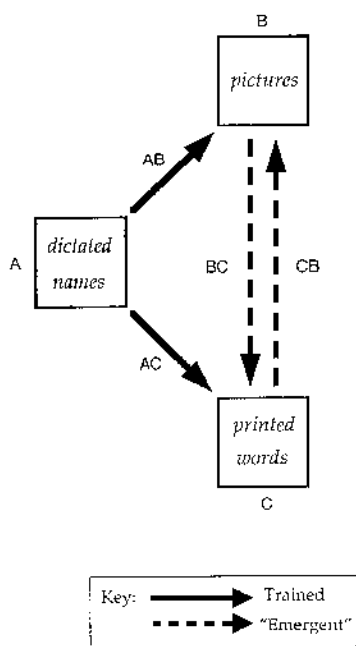 B
pictures
AB
A
dictated
names
BC
CB
AC
printed
words
C
Key:
Trained
"Emergent"